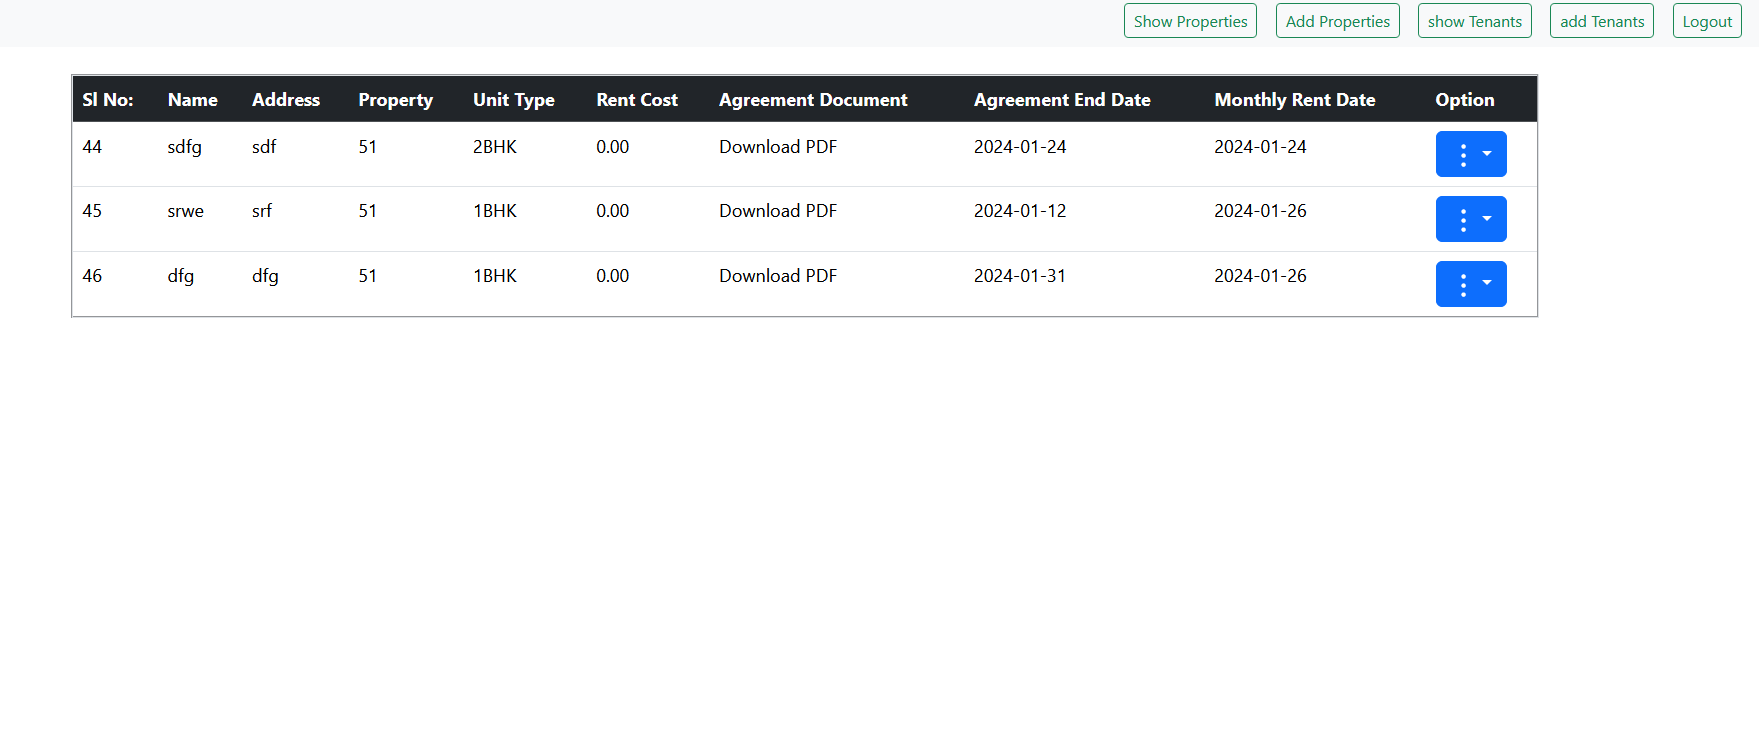 Show Properties Add Properties show Tenants add Tenants Logout
Sl No: Name Address Property Unit Type Rent Cost Agreement Document Agreement End Date Monthly Rent Date Option
44 sdfg sdf 51 2BHK 0.00 Download PDF 2024-01-24 2024-01-24
45 srwe srf 51 1BHK 0.00 Download PDF 2024-01-12 2024-01-26
46 dfg dfg 51 1BHK 0.00 Download PDF 2024-01-31 2024-01-26